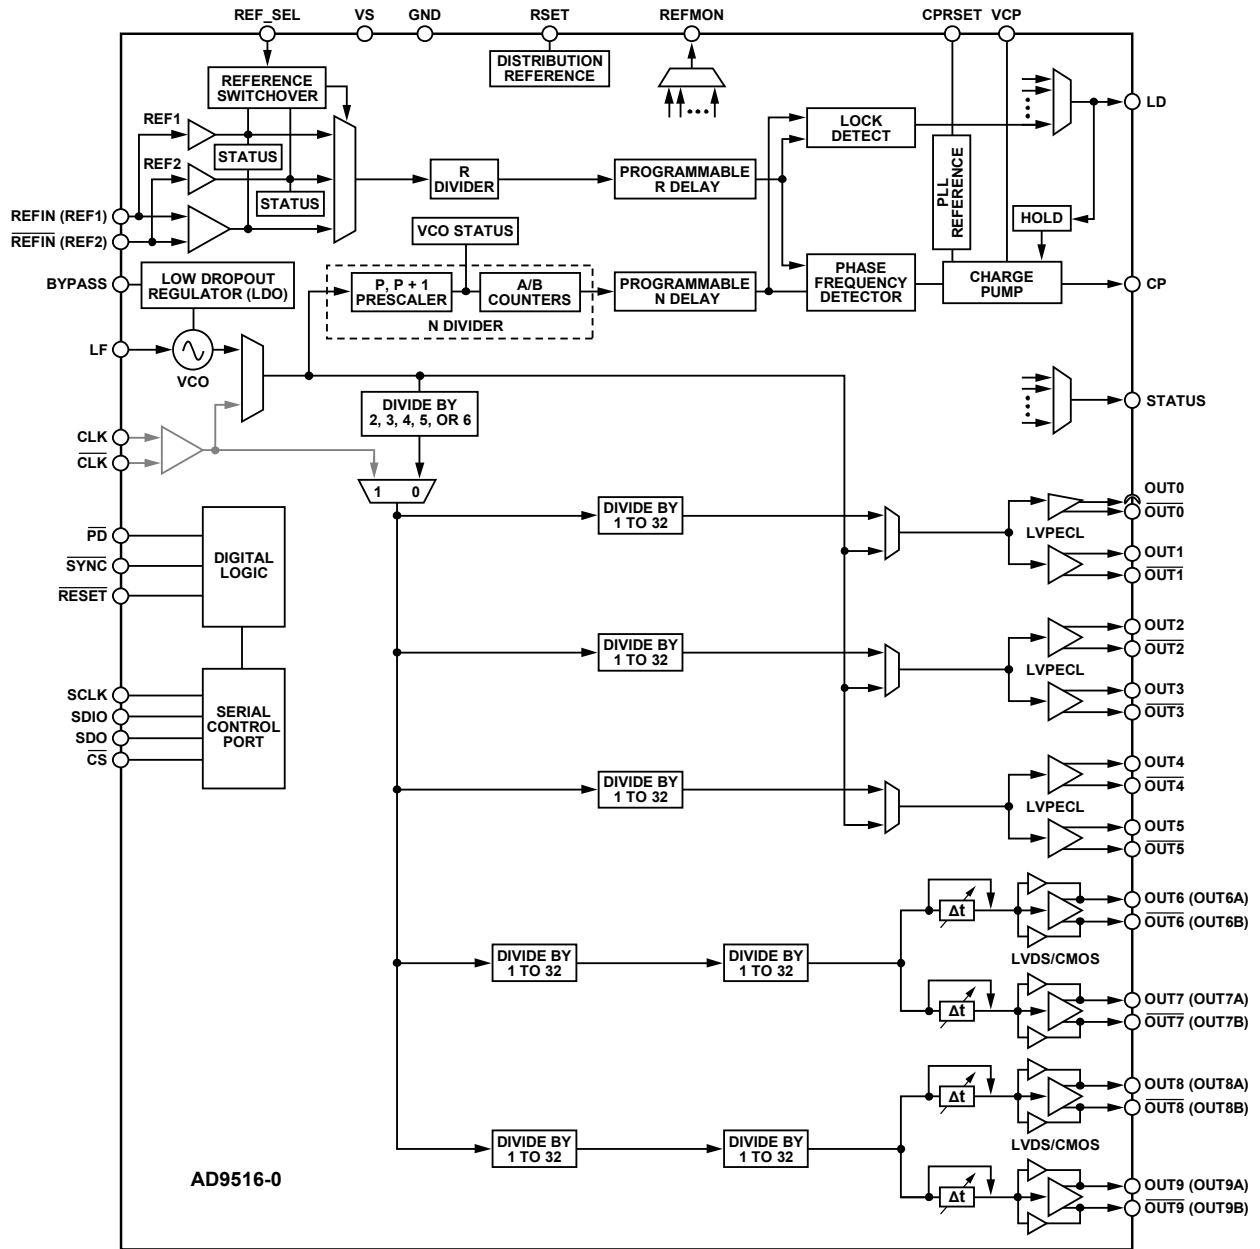 REF_SEL VS GND RSET REFMON CPRSET VCP
DISTRIBUTION
REFERENCE
REFERENCE
SWITCHOVER
REF1
STATUS
REF2
STATUS
R
DIVIDER
PROGRAMMABLE
R DELAY
LOCK
DETECT
LD
PLL
REFERENCE
HOLD
REFIN (REF1)
REFIN (REF2)
BYPASS
LOW DROPOUT
REGULATOR (LDO)
VCO STATUS
P, P + 1
PRESCALER
A/B
COUNTERS
N DIVIDER
PROGRAMMABLE
N DELAY
PHASE
FREQUENCY
DETECTOR
CHARGE
PUMP
CP
LF
VCO
STATUS
DIVIDE BY
2, 3, 4, 5, OR 6
CLK
CLK
1 0
PD
SYNC
RESET
DIGITAL
LOGIC
DIVIDE BY
1 TO 32
LVPECL
OUT0
OUT0
OUT1
OUT1
DIVIDE BY
1 TO 32
LVPECL
OUT2
OUT2
OUT3
OUT3
SCLK
SDIO
SDO
CS
SERIAL
CONTROL
PORT
DIVIDE BY
1 TO 32
LVPECL
OUT4
OUT4
OUT5
OUT5
DIVIDE BY
1 TO 32
DIVIDE BY
1 TO 32
Δt
Δt
LVDS/CMOS
OUT6 (OUT6A)
OUT6 (OUT6B)
OUT7 (OUT7A)
OUT7 (OUT7B)
DIVIDE BY
1 TO 32
DIVIDE BY
1 TO 32
Δt
Δt
LVDS/CMOS
OUT8 (OUT8A)
OUT8 (OUT8B)
OUT9 (OUT9A)
OUT9 (OUT9B)
AD9516-0